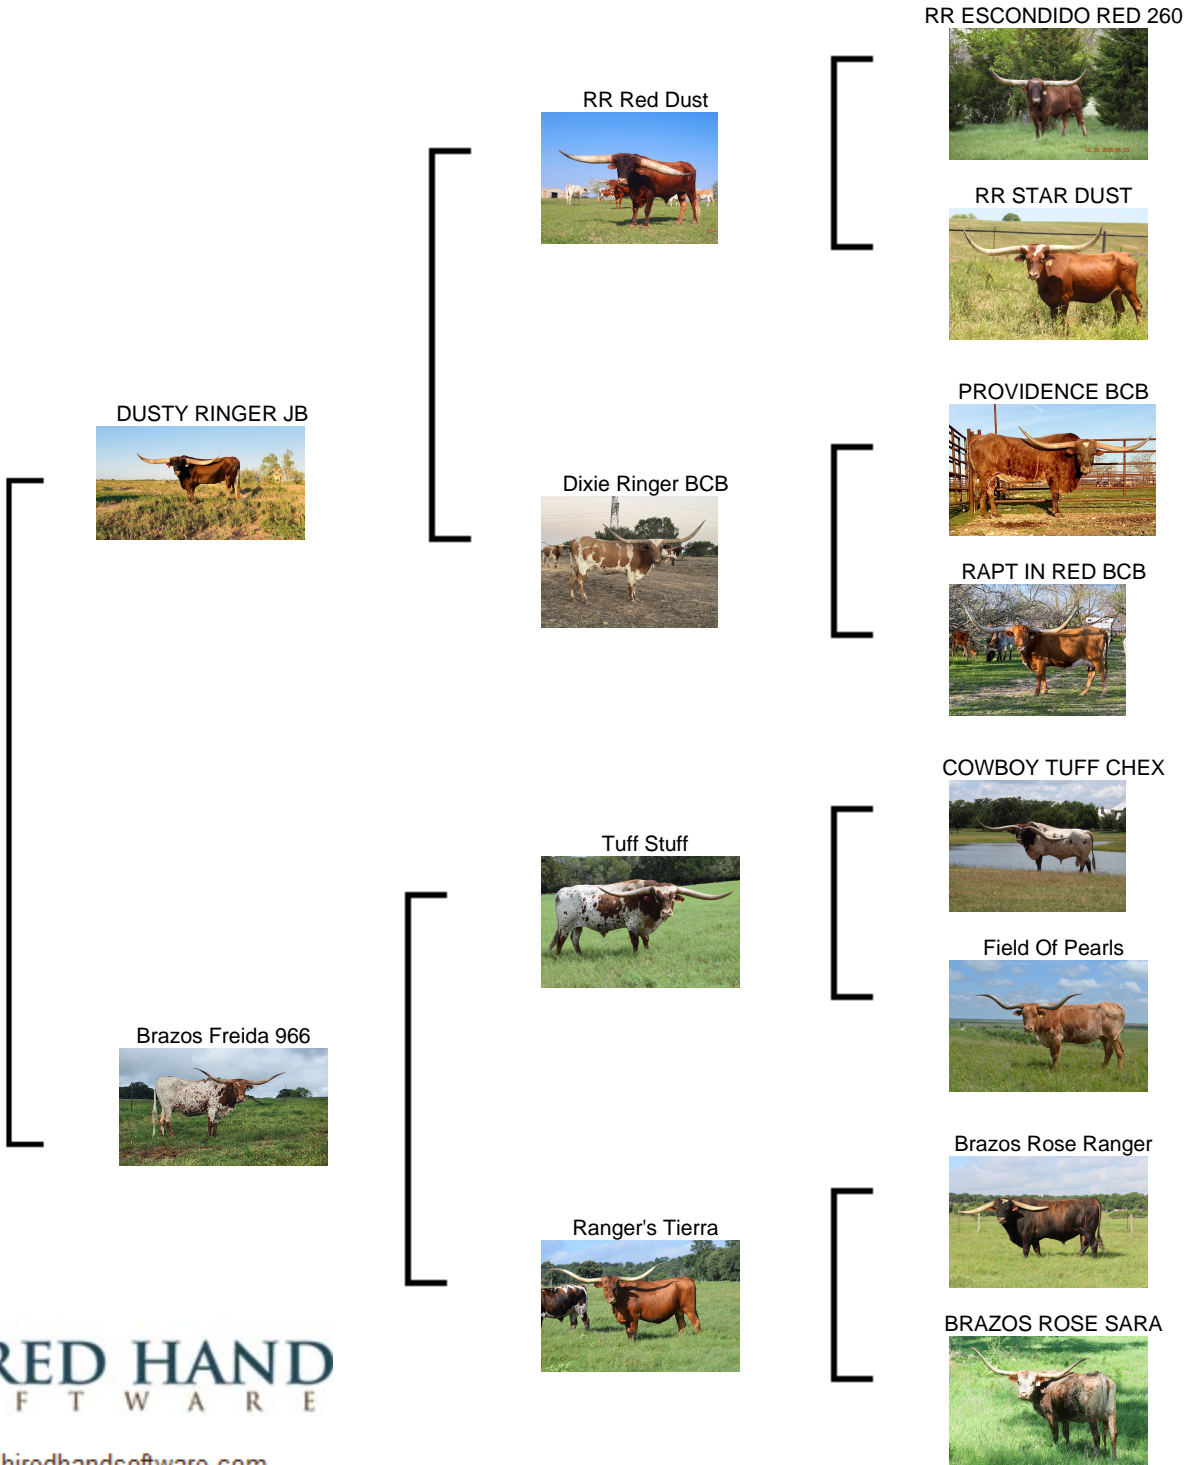 RR ESCONDIDO RED 260
RR Red Dust
RR STAR DUST
DUSTY RINGER JB
PROVIDENCE BCB
Dixie Ringer BCB
RAPT IN RED BCB
COWBOY TUFF CHEX
Tuff Stuff
Field Of Pearls
Brazos Freida 966
Brazos Rose Ranger
Ranger's Tierra
BRAZOS ROSE SARA
RED HAND
F T W A R E
hiredhandsoftware.com